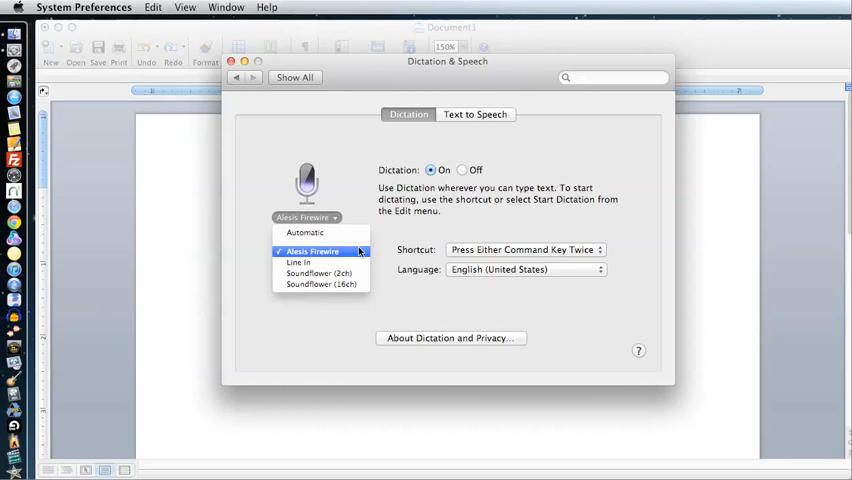 System Preferences Edit View Window Help
Document1
150%
New Open Save Print Undo Redo Format
Dictation & Speech
Show All
Dictation Text to Speech
Dictation: On Off
Use Dictation wherever you can type text. To start
dictating, use the shortcut or select Start Dictation from
the Edit menu.
Alesis Firewire
Automatic
✓ Alesis Firewire
Line In
Soundflower (2ch)
Soundflower (16ch)
Shortcut: Press Either Command Key Twice
Language: English (United States)
About Dictation and Privacy...
?